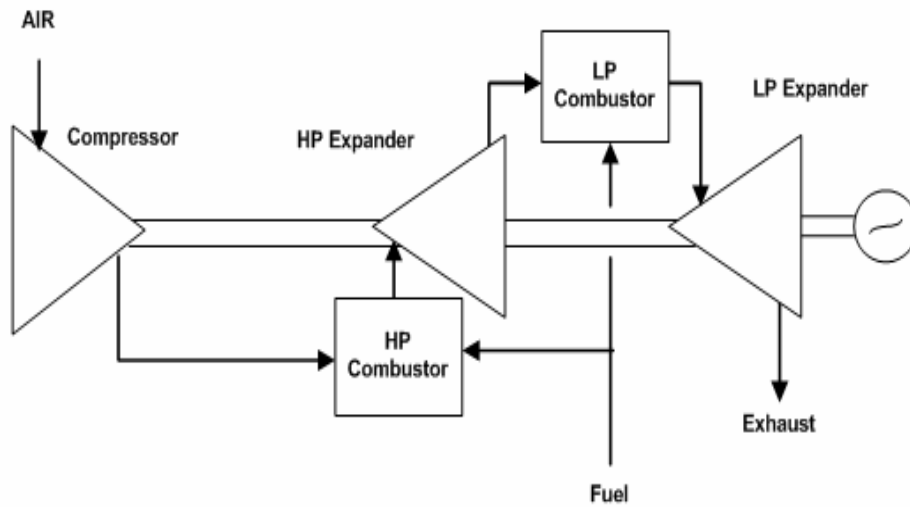 AIR
Compressor
HP Expander
LP
Combustor
LP Expander
HP
Combustor
Exhaust
Fuel